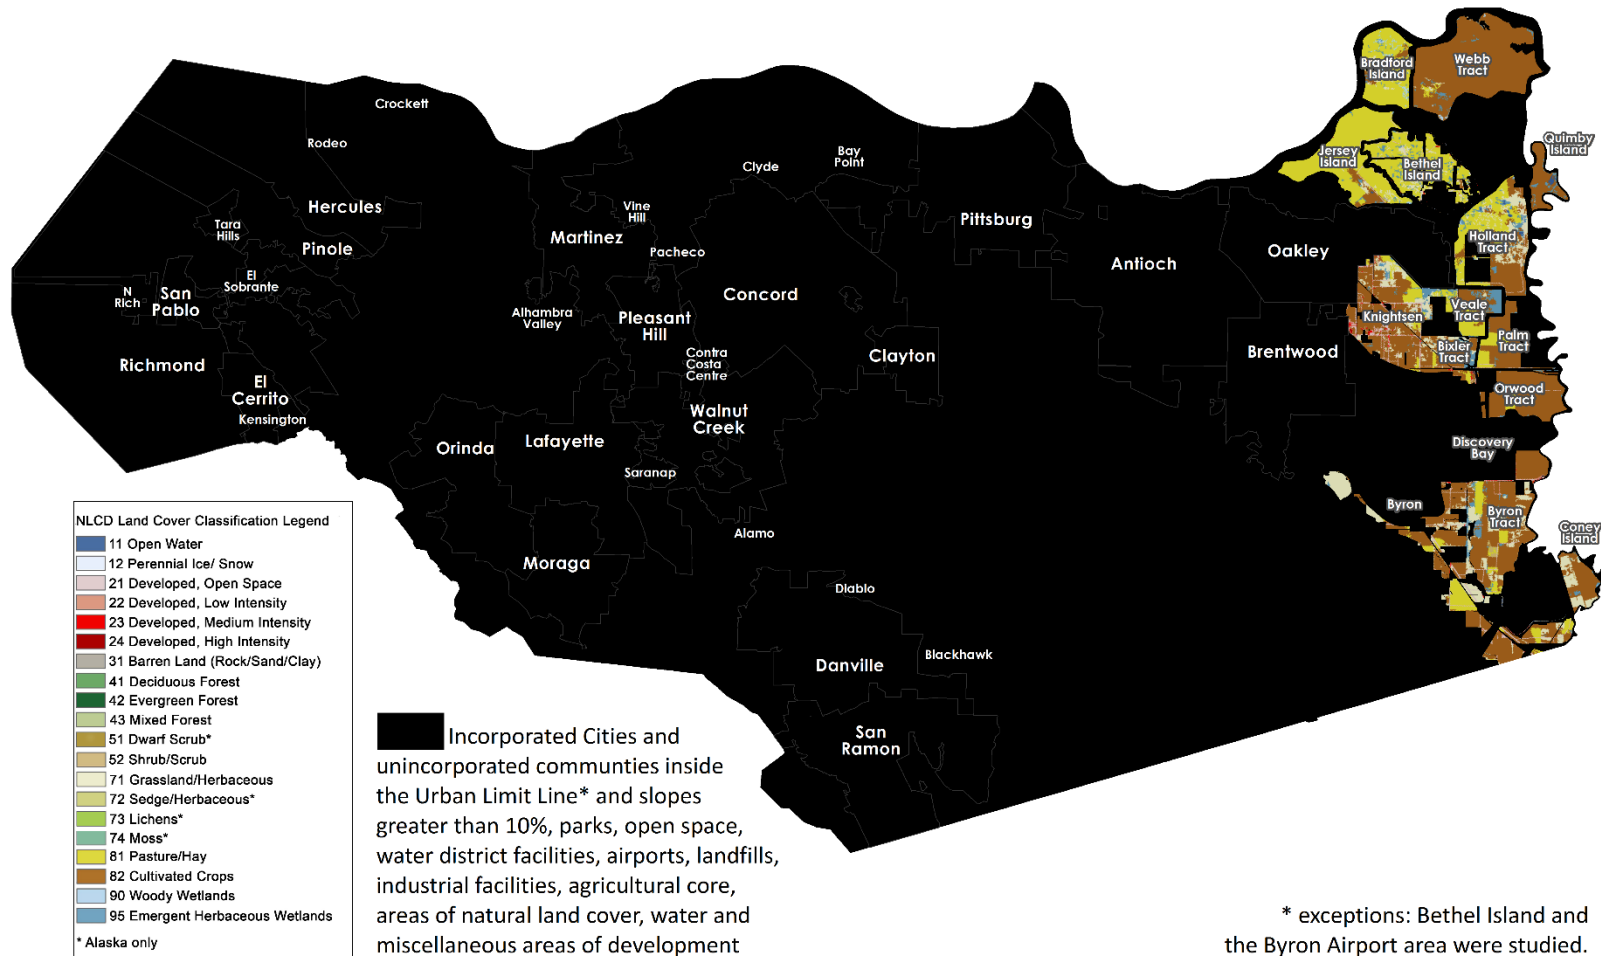 Crockett
Rodeo
Hercules
Tara
Hills
Pinole
El
Sobrante
N
Rich
San
Pablo
Richmond
El
Cerrito
Kensington
Vine
Hill
Martinez
Pacheco
Clyde
Bay
Point
Concord
Alhambra
Valley
Pleasant
Hill
Contra
Costa
Centre
Clayton
Walnut
Creek
Orinda
Lafayette
Saranap
Moraga
Alamo
Diablo
Danville
Blackhawk
San
Ramon
Pittsburg
Antioch
Oakley
Brentwood
Bradford
Island
Webb
Tract
Jersey
Island
Bethel
Island
Quimby
Island
Holland
Tract
Knightsen
Veale
Tract
Bixler
Tract
Palm
Tract
Orwood
Tract
Discovery
Bay
Byron
Byron
Tract
Coney
Island
NLCD Land Cover Classification Legend
11 Open Water
12 Perennial Ice/ Snow
21 Developed, Open Space
22 Developed, Low Intensity
23 Developed, Medium Intensity
24 Developed, High Intensity
31 Barren Land (Rock/Sand/Clay)
41 Deciduous Forest
42 Evergreen Forest
43 Mixed Forest
51 Dwarf Scrub*
52 Shrub/Scrub
71 Grassland/Herbaceous
72 Sedge/Herbaceous*
73 Lichens*
74 Moss*
81 Pasture/Hay
82 Cultivated Crops
90 Woody Wetlands
95 Emergent Herbaceous Wetlands
* Alaska only
Incorporated Cities and
unincorporated communties inside
the Urban Limit Line* and slopes
greater than 10%, parks, open space,
water district facilities, airports, landfills,
industrial facilities, agricultural core,
areas of natural land cover, water and
miscellaneous areas of development
* exceptions: Bethel Island and
the Byron Airport area were studied.